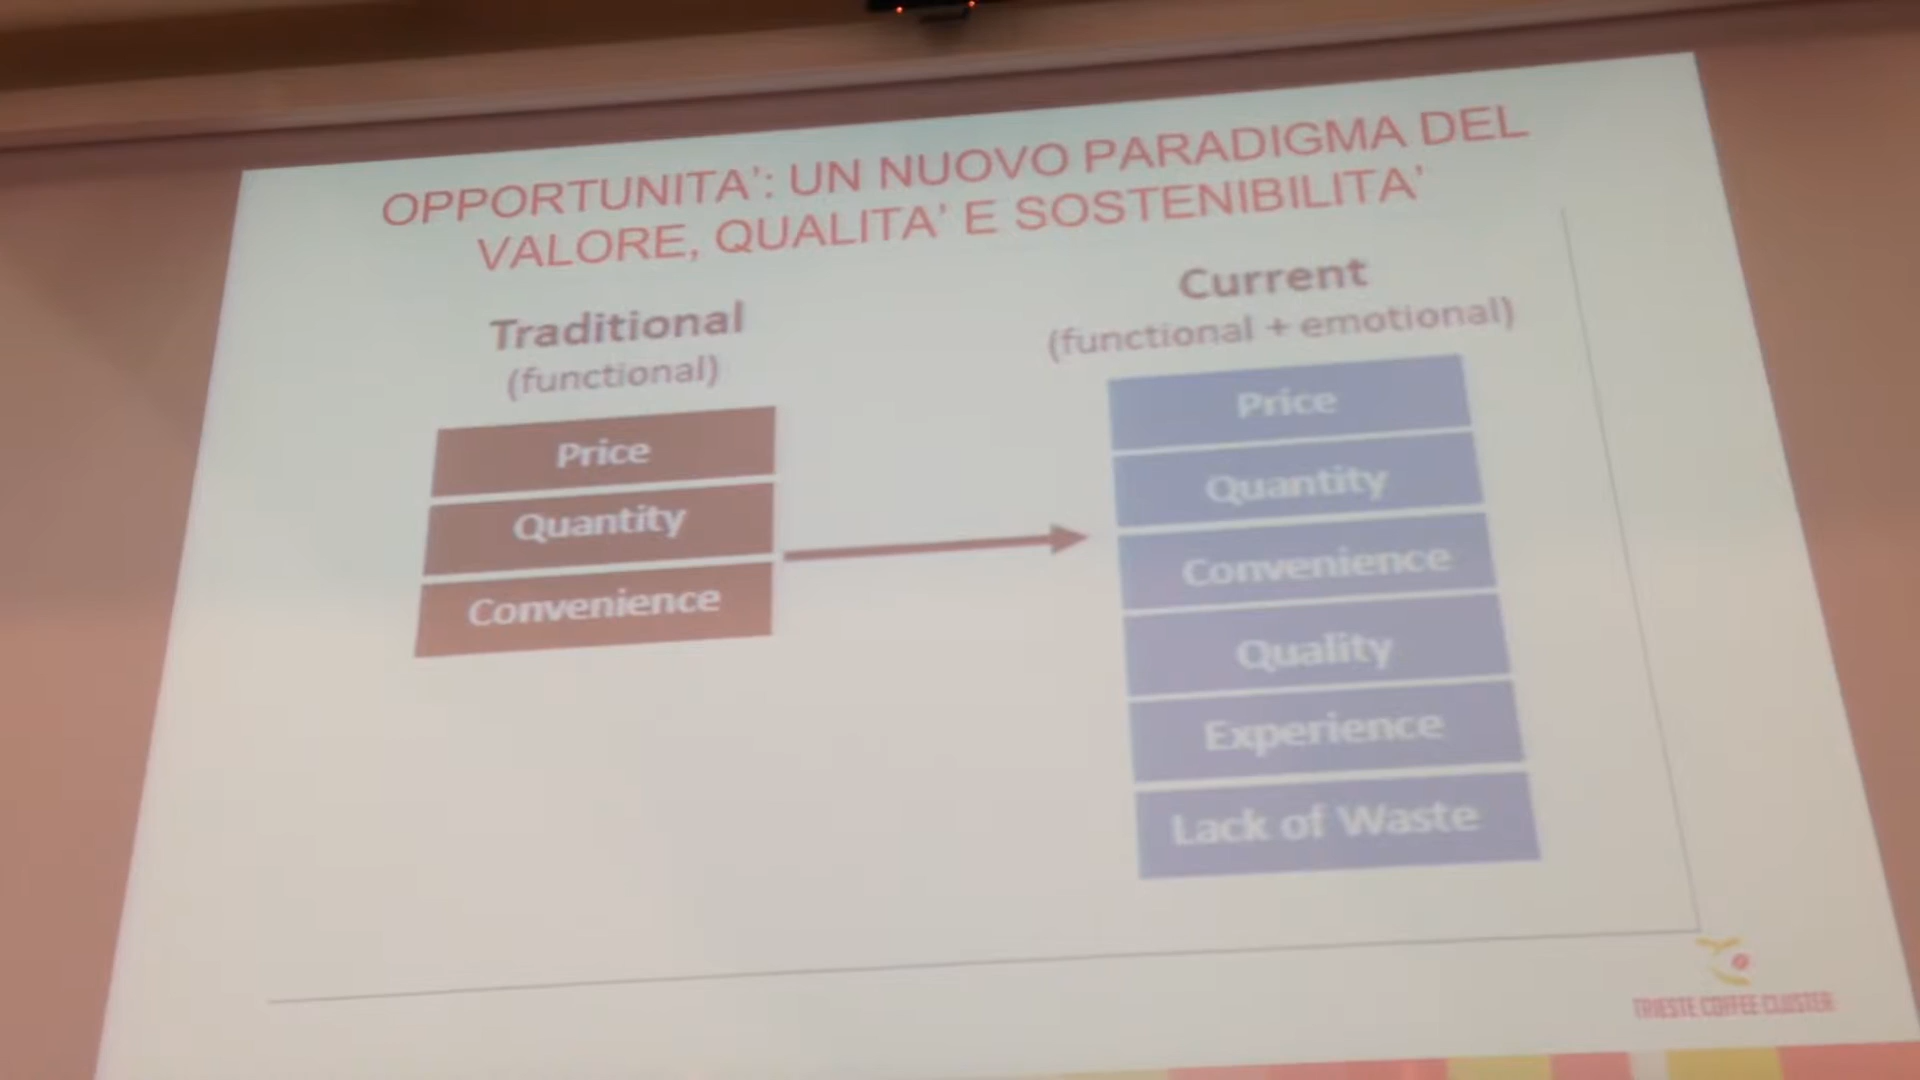 OPPORTUNITA': UN NUOVO PARADIGMA DEL
VALORE, QUALITA' E SOSTENIBILITA'
Traditional
(functional)
Price
Quantity
Convenience
Current
(functional + emotional)
Price
Quantity
Convenience
Quality
Experience
Lack of Waste
TRIESTE COFFEE CLUSTER